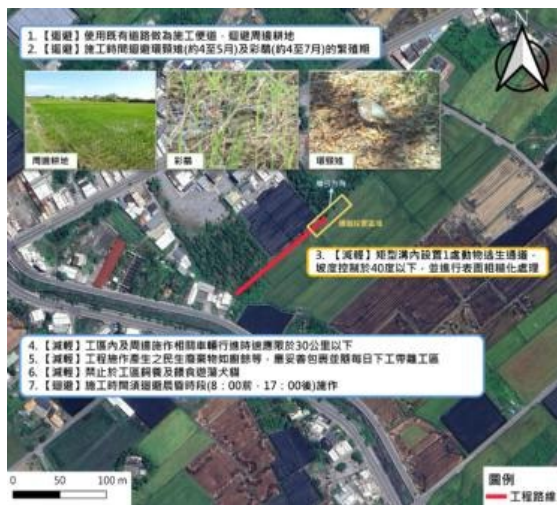 1. 【迴避】使用既有道路做為施工便道，迴避周邊耕地
2. 【迴避】施工時間迴避環頸雉(約4至5月)及彩鷸(約4至7月)的繁殖期
N
周邊耕地
彩鷸
環頸雉
3. 【減輕】矩型溝內設置1處動物逃生通道，
坡度控制於40度以下，並進行表面粗糙化處理
4. 【減輕】工區內及周邊施作相關車輛行進時速應限於30公里以下
5. 【減輕】工程施作產生之民生廢棄物如廚餘等，應妥善包裹並隨每日下工帶離工區
6. 【減輕】禁止於工區飼養及餵食遊蕩犬貓
7. 【迴避】施工時間須迴避晨昏時段(8：00前，17：00後)施作
0 50 100 m
圖例
工程路線